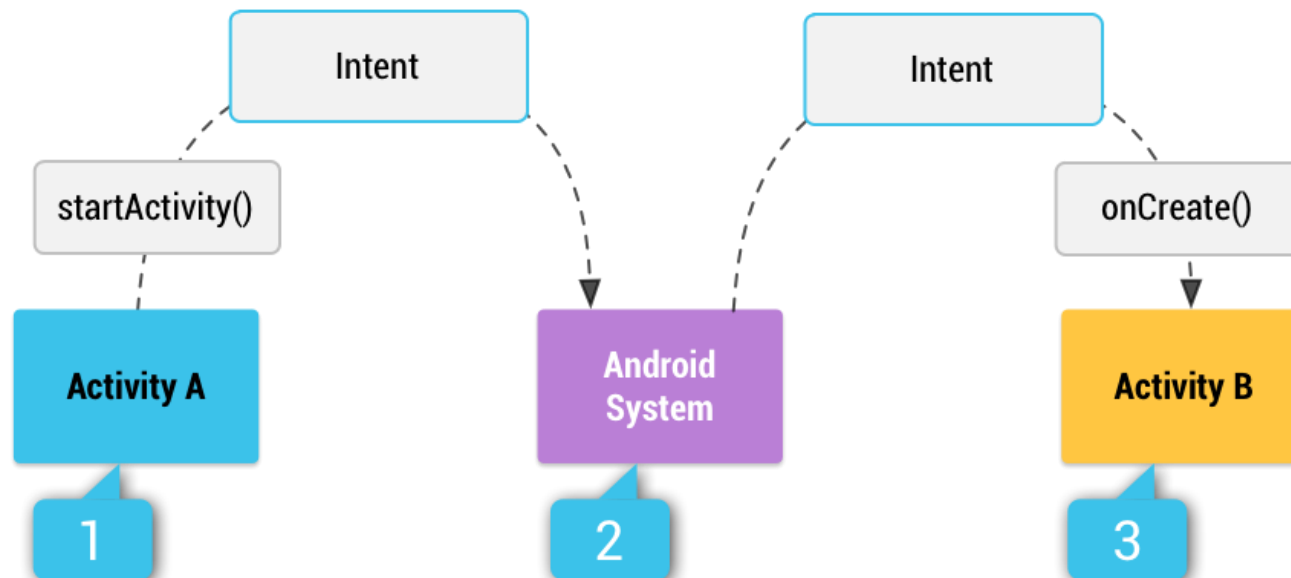 Intent
Intent
startActivity()
onCreate()
Activity A
Android
System
Activity B
1
2
3